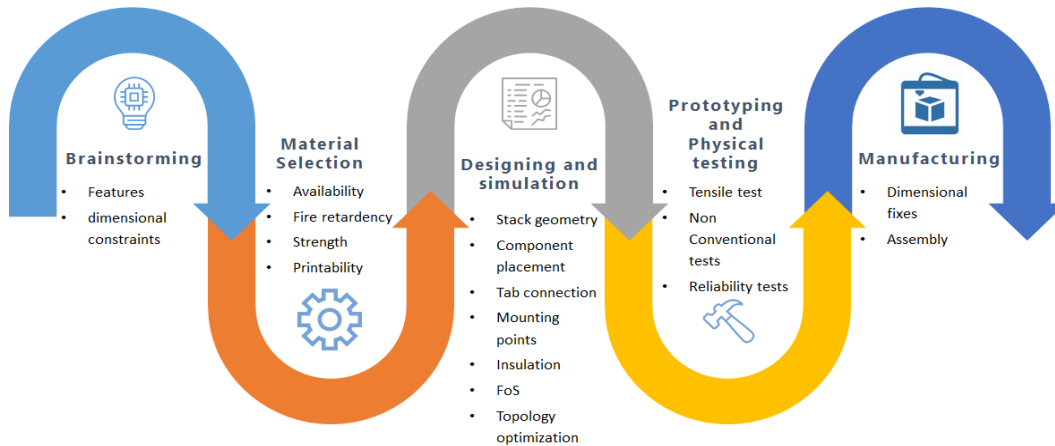 Brainstorming
• Features
• dimensional
constraints
Material
Selection
• Availability
• Fire retardency
• Strength
• Printability
Designing and
simulation
• Stack geometry
• Component
placement
• Tab connection
• Mounting
points
• Insulation
• FoS
• Topology
optimization
Prototyping
and
Physical
testing
• Tensile test
• Non
Conventional
tests
• Reliability tests
Manufacturing
• Dimensional
fixes
• Assembly